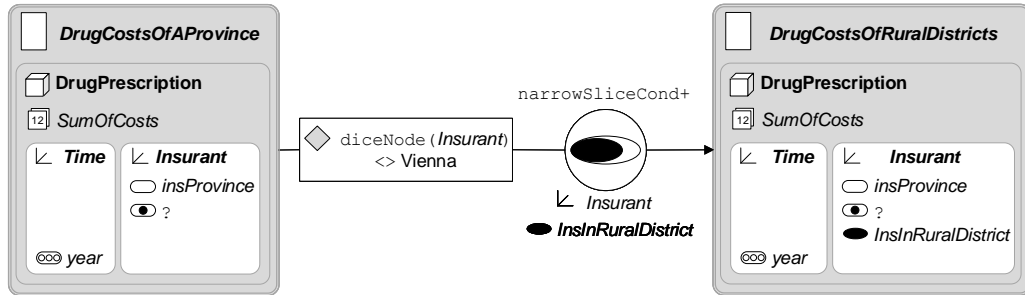 DrugCostsOfAProvince
DrugPrescription
12 SumOfCosts
Time
Insurant
insProvince
?
year
diceNode(Insurant)
<> Vienna
narrowSliceCond+
Insurant
InsInRuralDistrict
DrugCostsOfRuralDistricts
DrugPrescription
12 SumOfCosts
Time
Insurant
insProvince
?
InsInRuralDistrict
year